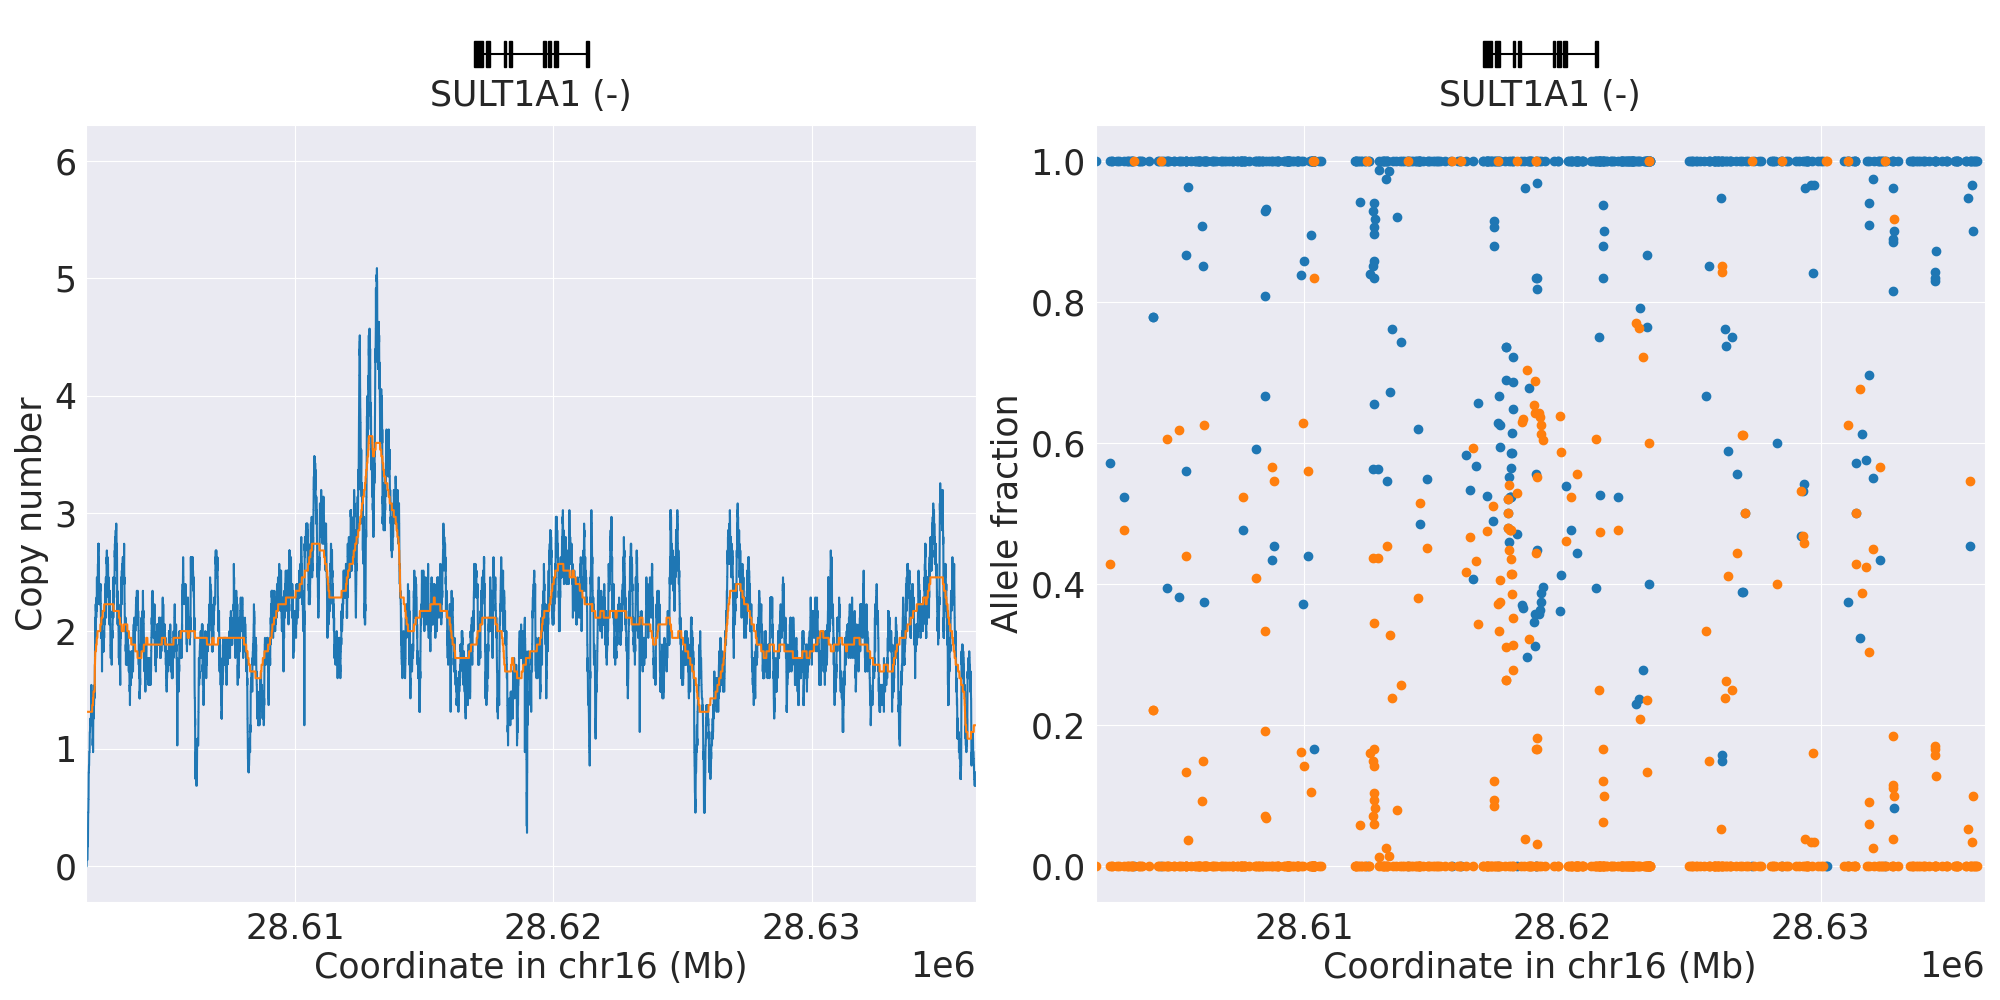 SULT1A1 (-)
SULT1A1 (-)
Copy number
6
5
4
3
2
1
0
28.61
28.62
28.63
Coordinate in chr16 (Mb)
1e6
Allele fraction
1.0
0.8
0.6
0.4
0.2
0.0
28.61
28.62
28.63
Coordinate in chr16 (Mb)
1e6